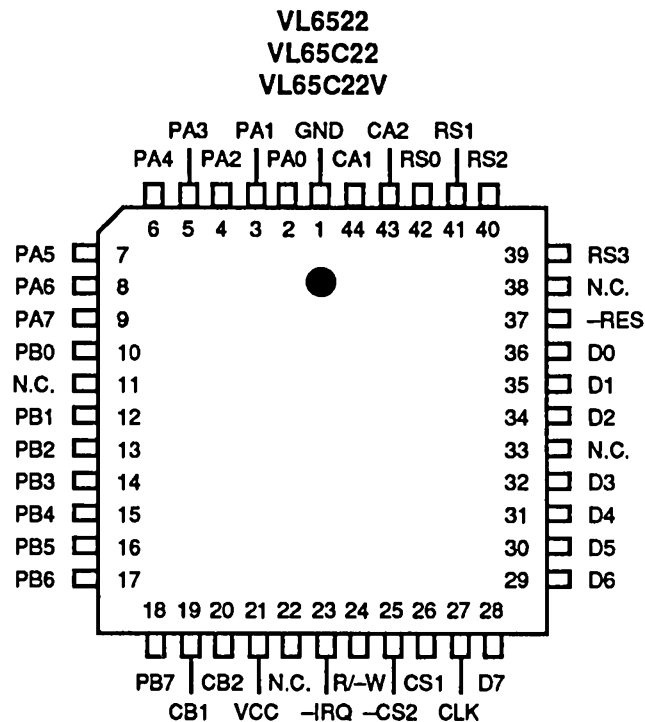 VL6522
VL65C22
VL65C22V
PA3 PA1 GND CA2 RS1
PA4 PA2 PA0 CA1 RS0 RS2
6 5 4 3 2 1 44 43 42 41 40
PA5 7 39 RS3
PA6 8 38 N.C.
PA7 9 37 –RES
PB0 10 36 D0
N.C. 11 35 D1
PB1 12 34 D2
PB2 13 33 N.C.
PB3 14 32 D3
PB4 15 31 D4
PB5 16 30 D5
PB6 17 29 D6
18 19 20 21 22 23 24 25 26 27 28
PB7 CB2 N.C. R/–W CS1 D7
CB1 VCC –IRQ –CS2 CLK